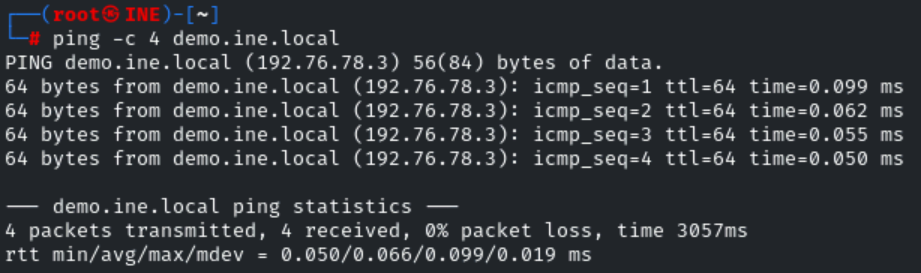 ┌──(root㉿INE)-[~]
└─# ping -c 4 demo.ine.local
PING demo.ine.local (192.76.78.3) 56(84) bytes of data.
64 bytes from demo.ine.local (192.76.78.3): icmp_seq=1 ttl=64 time=0.099 ms
64 bytes from demo.ine.local (192.76.78.3): icmp_seq=2 ttl=64 time=0.062 ms
64 bytes from demo.ine.local (192.76.78.3): icmp_seq=3 ttl=64 time=0.055 ms
64 bytes from demo.ine.local (192.76.78.3): icmp_seq=4 ttl=64 time=0.050 ms
--- demo.ine.local ping statistics ---
4 packets transmitted, 4 received, 0% packet loss, time 3057ms
rtt min/avg/max/mdev = 0.050/0.066/0.099/0.019 ms